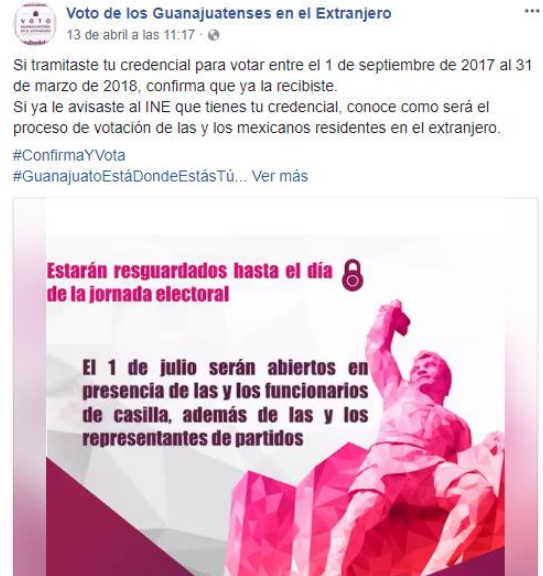 Voto de los Guanajuatenses en el Extranjero
13 de abril a las 11:17 ·
Si tramitaste tu credencial para votar entre el 1 de septiembre de 2017 al 31
de marzo de 2018, confirma que ya la recibiste.
Si ya le avisaste al INE que tienes tu credencial, conoce como será el
proceso de votación de las y los mexicanos residentes en el extranjero.
#ConfirmaYVota
#GuanajuatoEstáDondeEstásTú... Ver más
Estarán resguardados hasta el día
de la jornada electoral
El 1 de julio serán abiertos en
presencia de las y los funcionarios
de casilla, además de las y los
representantes de partidos